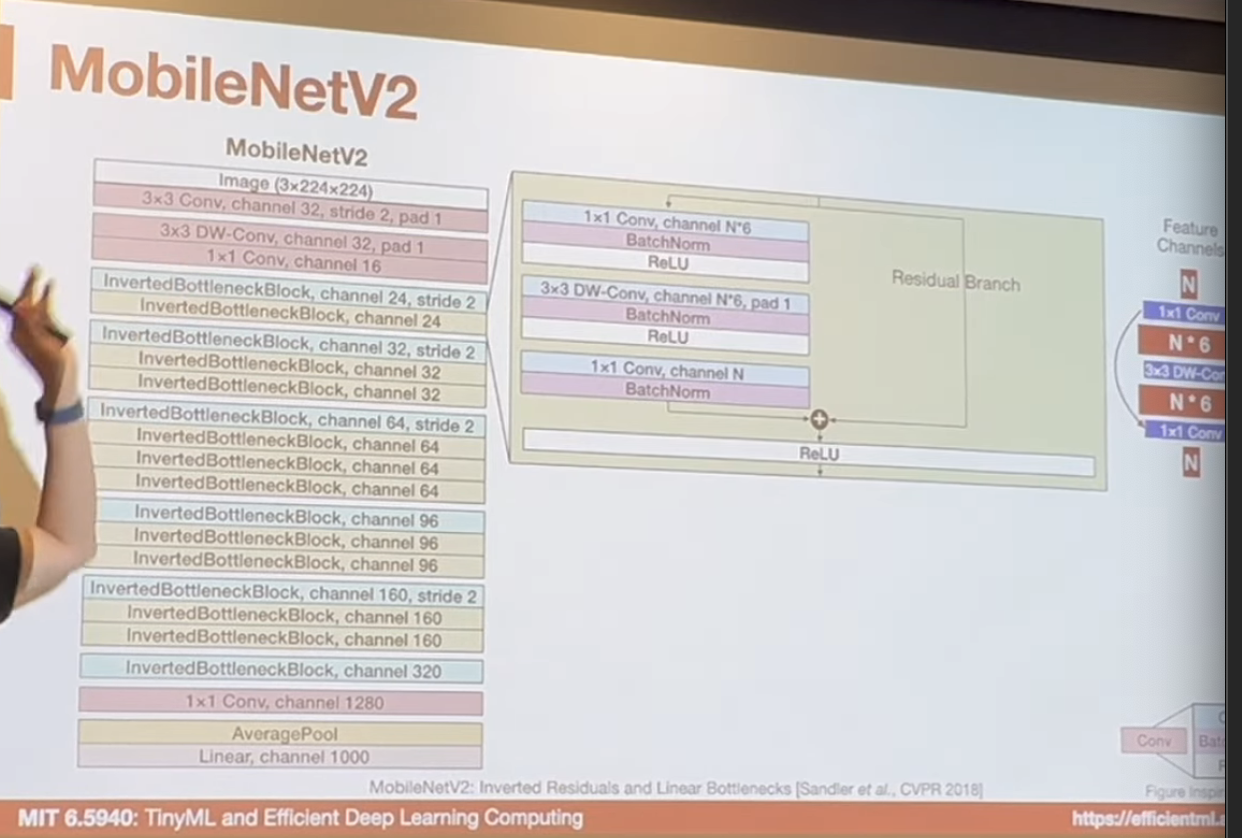 MobileNetV2
MobileNetV2
Image (3×224×224)
3×3 Conv, channel 32, stride 2, pad 1
3×3 DW-Conv, channel 32, pad 1
1×1 Conv, channel 16
InvertedBottleneckBlock, channel 24, stride 2
InvertedBottleneckBlock, channel 24
InvertedBottleneckBlock, channel 32, stride 2
InvertedBottleneckBlock, channel 32
InvertedBottleneckBlock, channel 32
InvertedBottleneckBlock, channel 64, stride 2
InvertedBottleneckBlock, channel 64
InvertedBottleneckBlock, channel 64
InvertedBottleneckBlock, channel 64
InvertedBottleneckBlock, channel 96
InvertedBottleneckBlock, channel 96
InvertedBottleneckBlock, channel 96
InvertedBottleneckBlock, channel 160, stride 2
InvertedBottleneckBlock, channel 160
InvertedBottleneckBlock, channel 160
InvertedBottleneckBlock, channel 320
1×1 Conv, channel 1280
AveragePool
Linear, channel 1000
1×1 Conv, channel N*6
BatchNorm
ReLU
3×3 DW-Conv, channel N*6, pad 1
BatchNorm
ReLU
1×1 Conv, channel N
BatchNorm
ReLU
Residual Branch
Feature
Channels
N
1x1 Conv
N*6
3x3 DW-Con
N*6
1x1 Conv
N
Conv
Bat
Figure Inspir
MobileNetV2: Inverted Residuals and Linear Bottlenecks [Sandler et al., CVPR 2018]
MIT 6.5940: TinyML and Efficient Deep Learning Computing
https://efficientml.